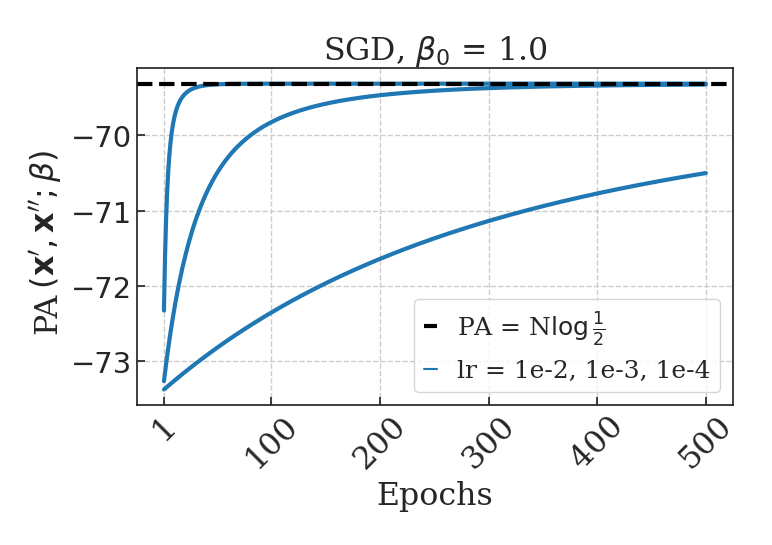 SGD, β₀ = 1.0
PA (x′, x″; β)
−70
−71
−72
−73
PA = Nlog 1/2
lr = 1e-2, 1e-3, 1e-4
1
100
200
300
400
500
Epochs